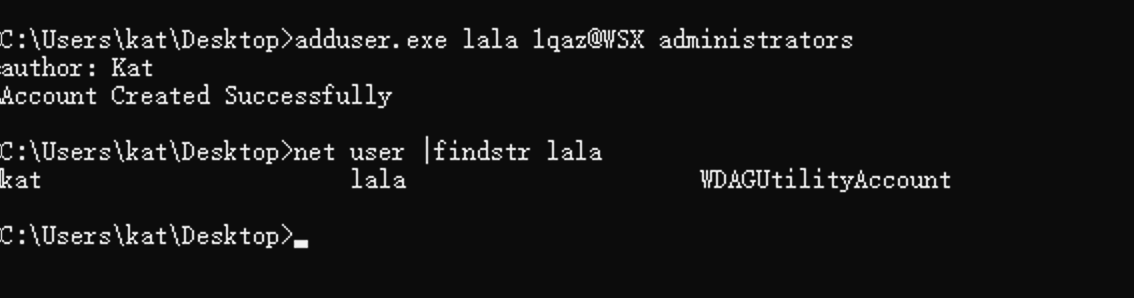 C:\Users\kat\Desktop>adduser.exe lala 1qaz@WSX administrators
author: Kat
Account Created Successfully
C:\Users\kat\Desktop>net user |findstr lala
kat lala WDAGUtilityAccount
C:\Users\kat\Desktop>